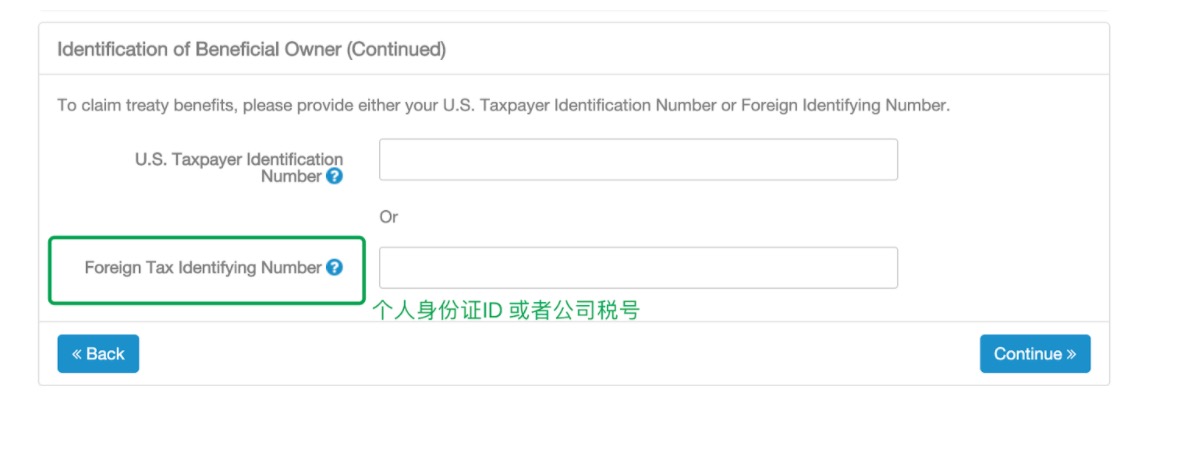 Identification of Beneficial Owner (Continued)
To claim treaty benefits, please provide either your U.S. Taxpayer Identification Number or Foreign Identifying Number.
U.S. Taxpayer Identification
Number ?
Or
Foreign Tax Identifying Number ?
个人身份证ID 或者公司税号
« Back
Continue »